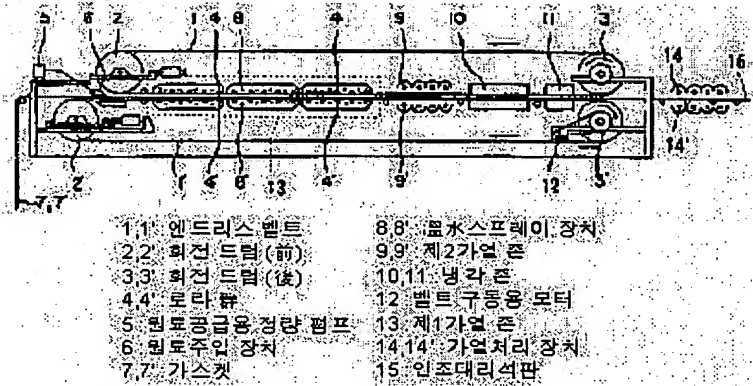 5 6 2 1 4 8 4 9 10 11 3 14 16
14'
2' 1' 4' 8' 13 4' 9' 12 3'
7,7'
1,1' 엔드리스 벨트
2,2' 회전 드럼(前)
3,3' 회전 드럼(後)
4,4' 로라 群
5 원료공급용 정량 펌프
6 원료주입 장치
7,7' 가스켓
8,8' 温水스프레이 장치
9,9' 제2가열 존
10,11 냉각 존
12 벨트 구동용 모터
13 제1가열 존
14,14' 가열처리 장치
15 인조대리석판